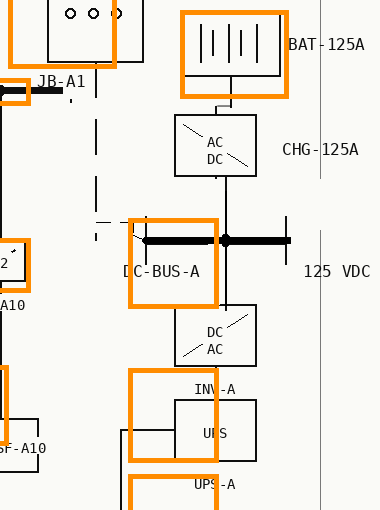 BAT-125A
JB-A1
AC
DC
CHG-125A
2
DC-BUS-A
125 VDC
A10
DC
AC
INV-A
UPS
SF-A10
UPS-A